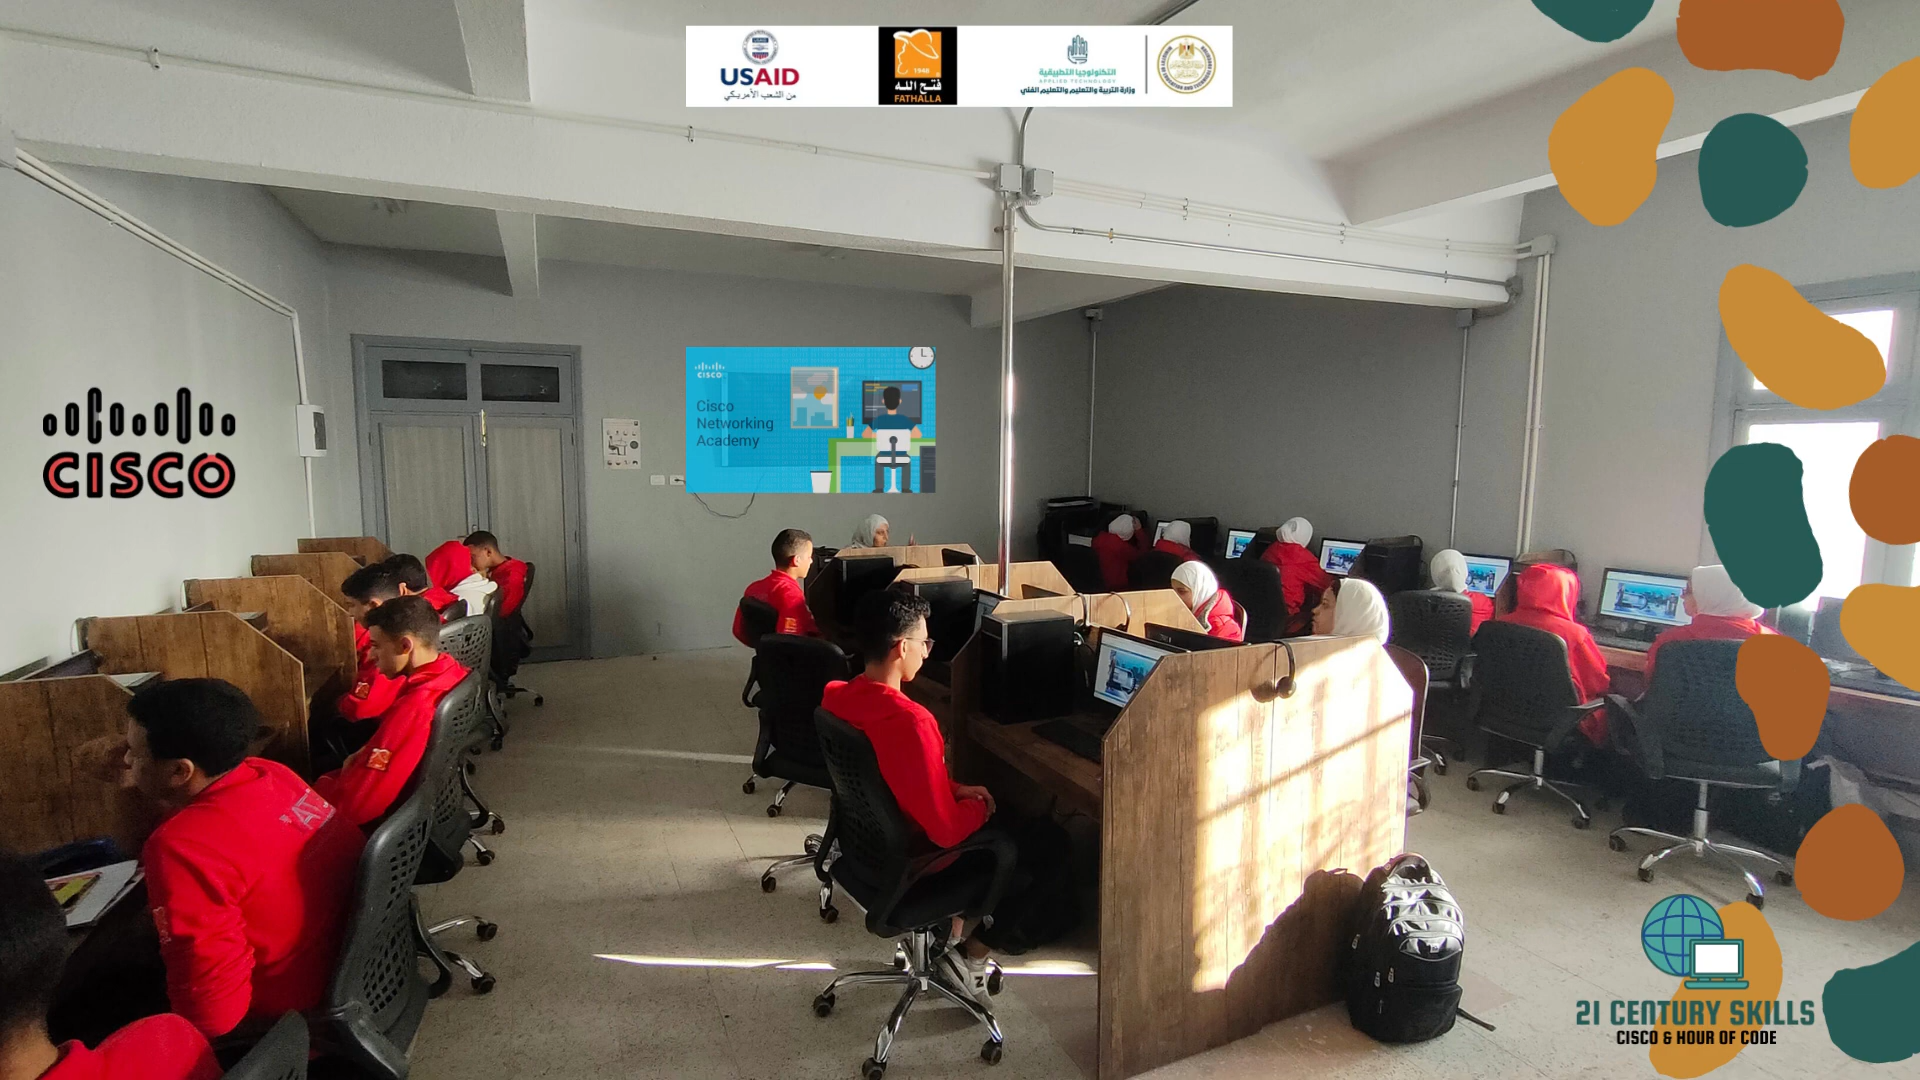 USAID
من الشعب الأمريكي
1946
فتح الله
FATHALLA
التكنولوجيا التطبيقية
APPLIED TECHNOLOGY
وزارة التربية والتعليم والتعليم الفني
CISCO
Cisco
Networking
Academy
CISCO
21 CENTURY SKILLS
CISCO & HOUR OF CODE